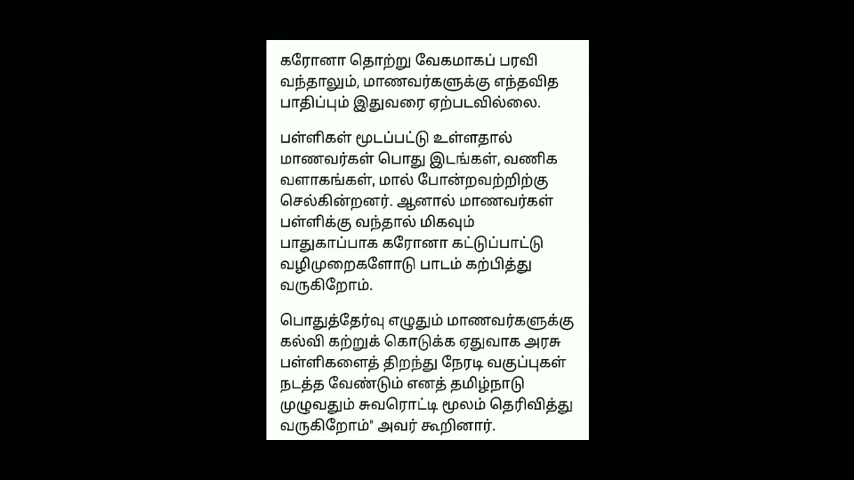 கரோனா தொற்று வேகமாகப் பரவி
வந்தாலும், மாணவர்களுக்கு எந்தவித
பாதிப்பும் இதுவரை ஏற்படவில்லை.
பள்ளிகள் மூடப்பட்டு உள்ளதால்
மாணவர்கள் பொது இடங்கள், வணிக
வளாகங்கள், மால் போன்றவற்றிற்கு
செல்கின்றனர். ஆனால் மாணவர்கள்
பள்ளிக்கு வந்தால் மிகவும்
பாதுகாப்பாக கரோனா கட்டுப்பாட்டு
வழிமுறைகளோடு பாடம் கற்பித்து
வருகிறோம்.
பொதுத்தேர்வு எழுதும் மாணவர்களுக்கு
கல்வி கற்றுக் கொடுக்க ஏதுவாக அரசு
பள்ளிகளைத் திறந்து நேரடி வகுப்புகள்
நடத்த வேண்டும் எனத் தமிழ்நாடு
முழுவதும் சுவரொட்டி மூலம் தெரிவித்து
வருகிறோம்" அவர் கூறினார்.